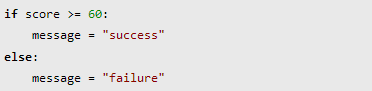 if score >= 60:
    message = "success"
else:
    message = "failure"